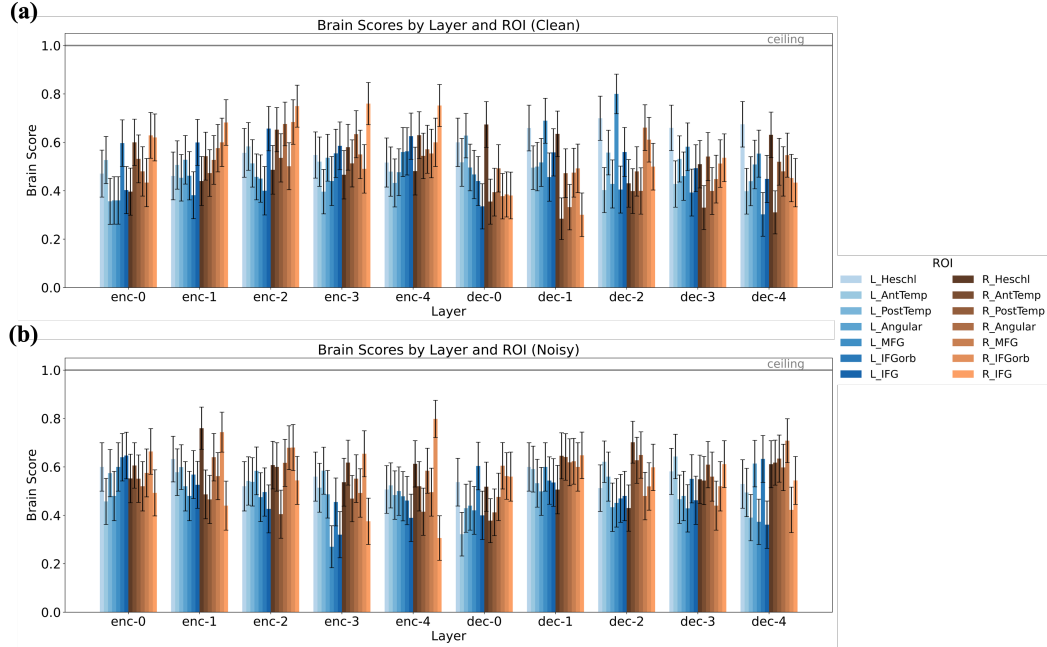 (a)
Brain Scores by Layer and ROI (Clean)
ceiling
1.0
0.8
0.6
0.4
0.2
0.0
Brain Score
enc-0 enc-1 enc-2 enc-3 enc-4 dec-0 dec-1 dec-2 dec-3 dec-4
Layer
ROI
L_Heschl R_Heschl
L_AntTemp R_AntTemp
L_PostTemp R_PostTemp
L_Angular R_Angular
L_MFG R_MFG
L_IFGorb R_IFGorb
L_IFG R_IFG
(b)
Brain Scores by Layer and ROI (Noisy)
ceiling
1.0
0.8
0.6
0.4
0.2
0.0
Brain Score
enc-0 enc-1 enc-2 enc-3 enc-4 dec-0 dec-1 dec-2 dec-3 dec-4
Layer